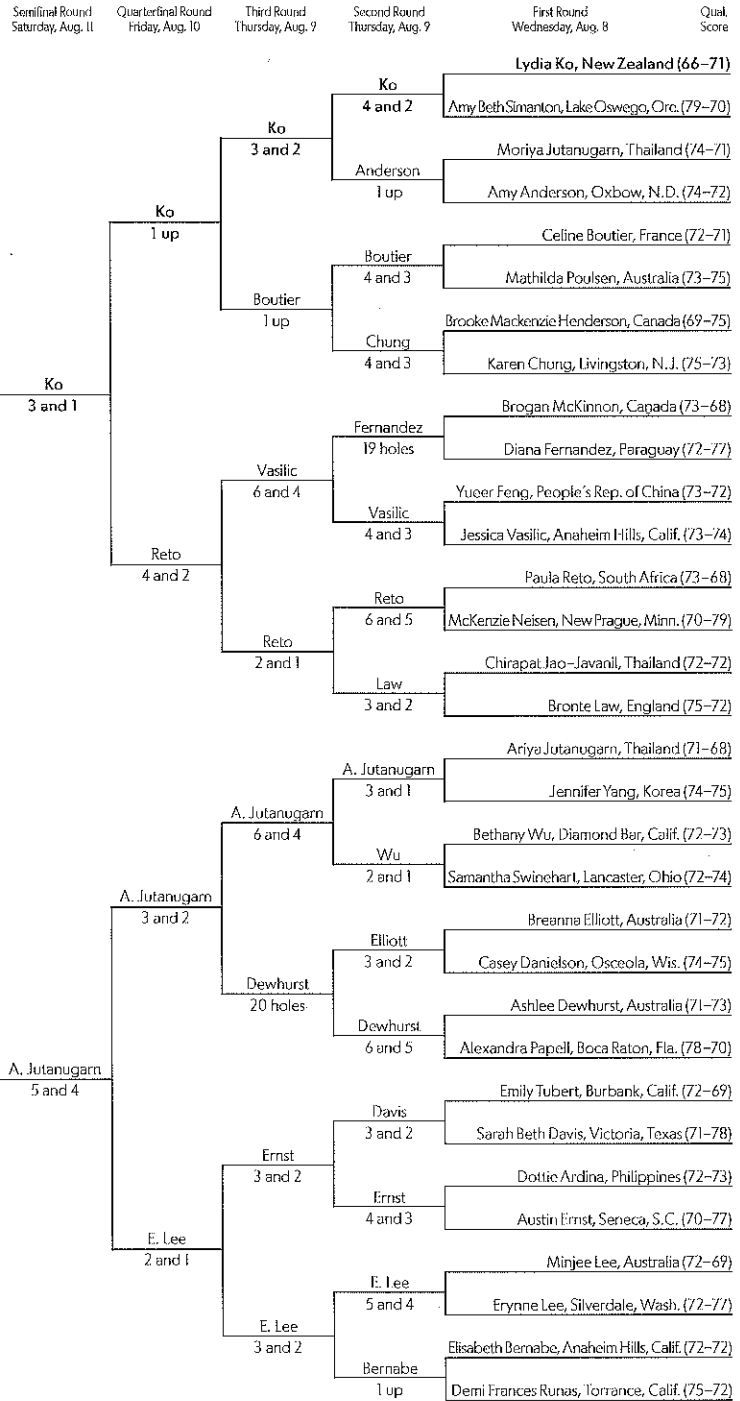 Semifinal Round
Saturday, Aug. 11
Quarterfinal Round
Friday, Aug. 10
Third Round
Thursday, Aug. 9
Second Round
Thursday, Aug. 9
First Round
Wednesday, Aug. 8
Qual.
Score
Lydia Ko, New Zealand (66–71)
Ko
4 and 2
Amy Beth Simanton, Lake Oswego, Ore. (79–70)
Ko
3 and 2
Moriya Jutanugarn, Thailand (74–71)
Anderson
1 up
Amy Anderson, Oxbow, N.D. (74–72)
Ko
1 up
Celine Boutier, France (72–71)
Boutier
4 and 3
Mathilda Poulsen, Australia (73–75)
Boutier
1 up
Brooke Mackenzie Henderson, Canada (69–75)
Chung
4 and 3
Karen Chung, Livingston, N.J. (75–73)
Ko
3 and 1
Brogan McKinnon, Canada (73–68)
Fernandez
19 holes
Diana Fernandez, Paraguay (72–77)
Vasilic
6 and 4
Yueer Feng, People's Rep. of China (73–72)
Vasilic
4 and 3
Jessica Vasilic, Anaheim Hills, Calif. (73–74)
Reto
4 and 2
Paula Reto, South Africa (73–68)
Reto
6 and 5
McKenzie Neisen, New Prague, Minn. (70–79)
Reto
2 and 1
Chirapat Jao-Javanil, Thailand (72–72)
Law
3 and 2
Bronte Law, England (75–72)
Ariya Jutanugarn, Thailand (71–68)
A. Jutanugarn
3 and 1
Jennifer Yang, Korea (74–75)
A. Jutanugarn
6 and 4
Bethany Wu, Diamond Bar, Calif. (72–73)
Wu
2 and 1
Samantha Swinehart, Lancaster, Ohio (72–74)
A. Jutanugarn
3 and 2
Breanna Elliott, Australia (71–72)
Elliott
3 and 2
Casey Danielson, Osceola, Wis. (74–75)
Dewhurst
20 holes
Ashlee Dewhurst, Australia (71–73)
Dewhurst
6 and 5
Alexandra Papell, Boca Raton, Fla. (78–70)
A. Jutanugarn
5 and 4
Emily Tubert, Burbank, Calif. (72–69)
Davis
3 and 2
Sarah Beth Davis, Victoria, Texas (71–78)
Ernst
3 and 2
Dottie Ardina, Philippines (72–73)
Ernst
4 and 3
Austin Ernst, Seneca, S.C. (70–77)
E. Lee
2 and 1
Minjee Lee, Australia (72–69)
E. Lee
5 and 4
Erynne Lee, Silverdale, Wash. (72–77)
E. Lee
3 and 2
Elisabeth Bernabe, Anaheim Hills, Calif. (72–72)
Bernabe
1 up
Demi Frances Runas, Torrance, Calif. (75–72)